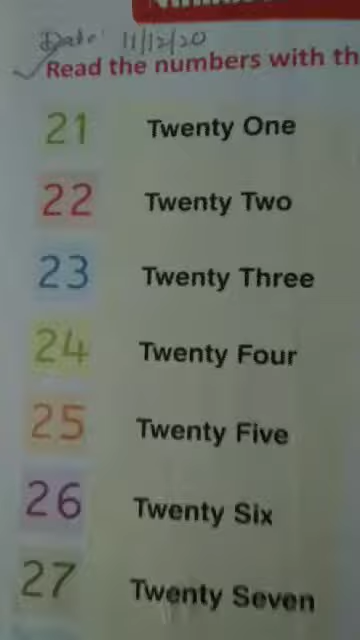 Date: 11/12/20
Read the numbers with th
21 Twenty One
22 Twenty Two
23 Twenty Three
24 Twenty Four
25 Twenty Five
26 Twenty Six
27 Twenty Seven